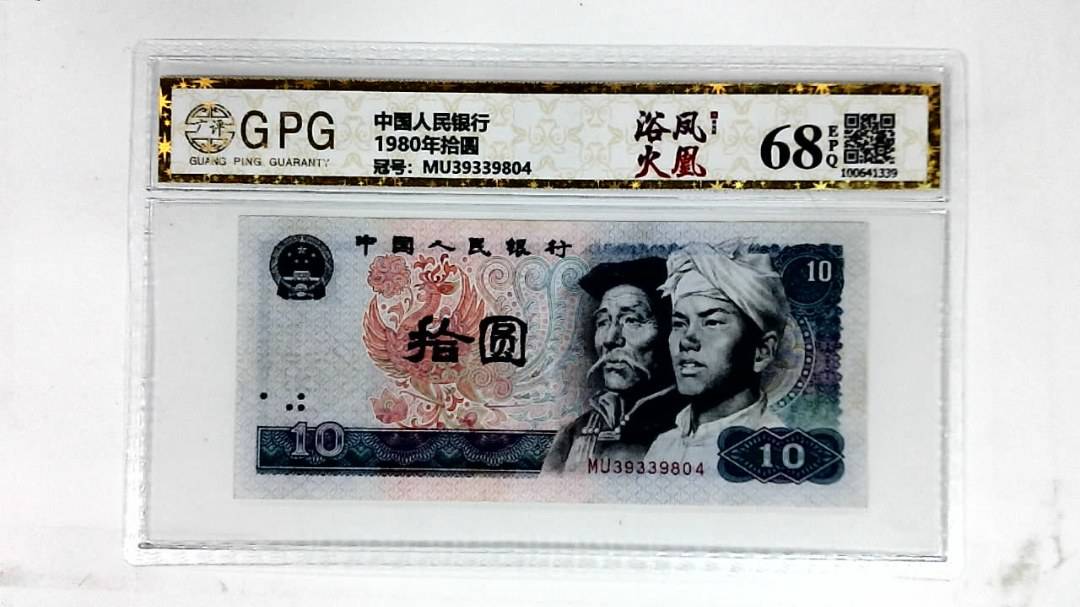 GPG
GUANG PING GUARANTY
中国人民银行
1980年拾圆
冠号: MU39339804
浴火凤凰
68 EPQ
100641339
中国人民银行
10
拾圆
10
MU39339804
10